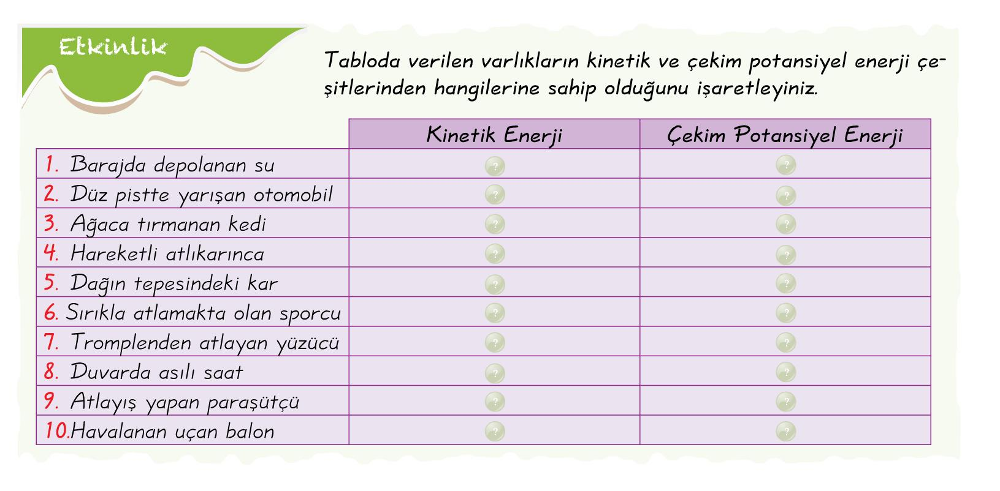 Etkinlik
Tabloda verilen varlıkların kinetik ve çekim potansiyel enerji çe-
şitlerinden hangilerine sahip olduğunu işaretleyiniz.
Kinetik Enerji Çekim Potansiyel Enerji
1. Barajda depolanan su ? ?
2. Düz pistte yarışan otomobil ? ?
3. Ağaca tırmanan kedi ? ?
4. Hareketli atlıkarınca ? ?
5. Dağın tepesindeki kar ? ?
6. Sırıkla atlamakta olan sporcu ? ?
7. Tromplenden atlayan yüzücü ? ?
8. Duvarda asılı saat ? ?
9. Atlayış yapan paraşütçü ? ?
10.Havalanan uçan balon ? ?